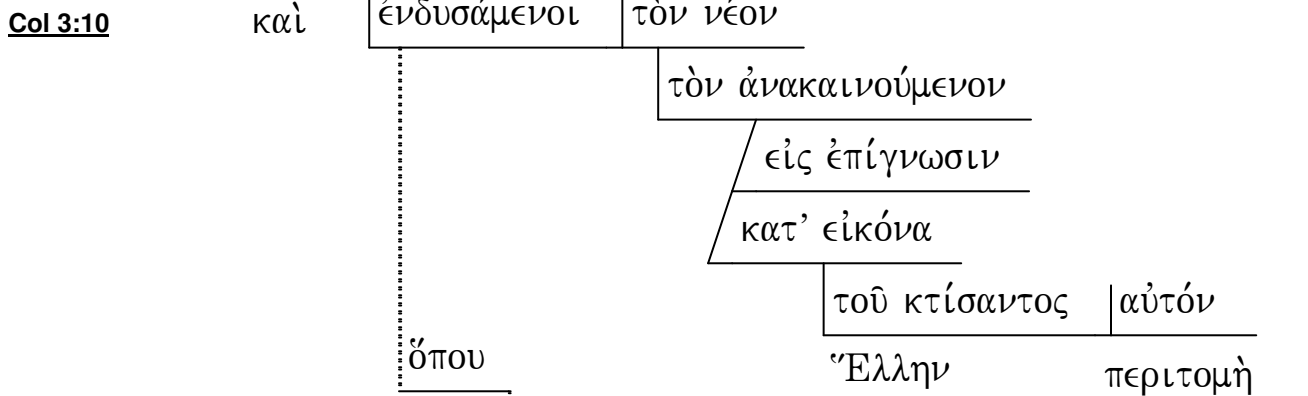 Col 3:10 καὶ ἐνδυσάμενοι τὸν νέον
τὸν ἀνακαινούμενον
εἰς ἐπίγνωσιν
κατ’ εἰκόνα
τοῦ κτίσαντος αὐτόν
ὅπου Ἕλλην περιτομὴ